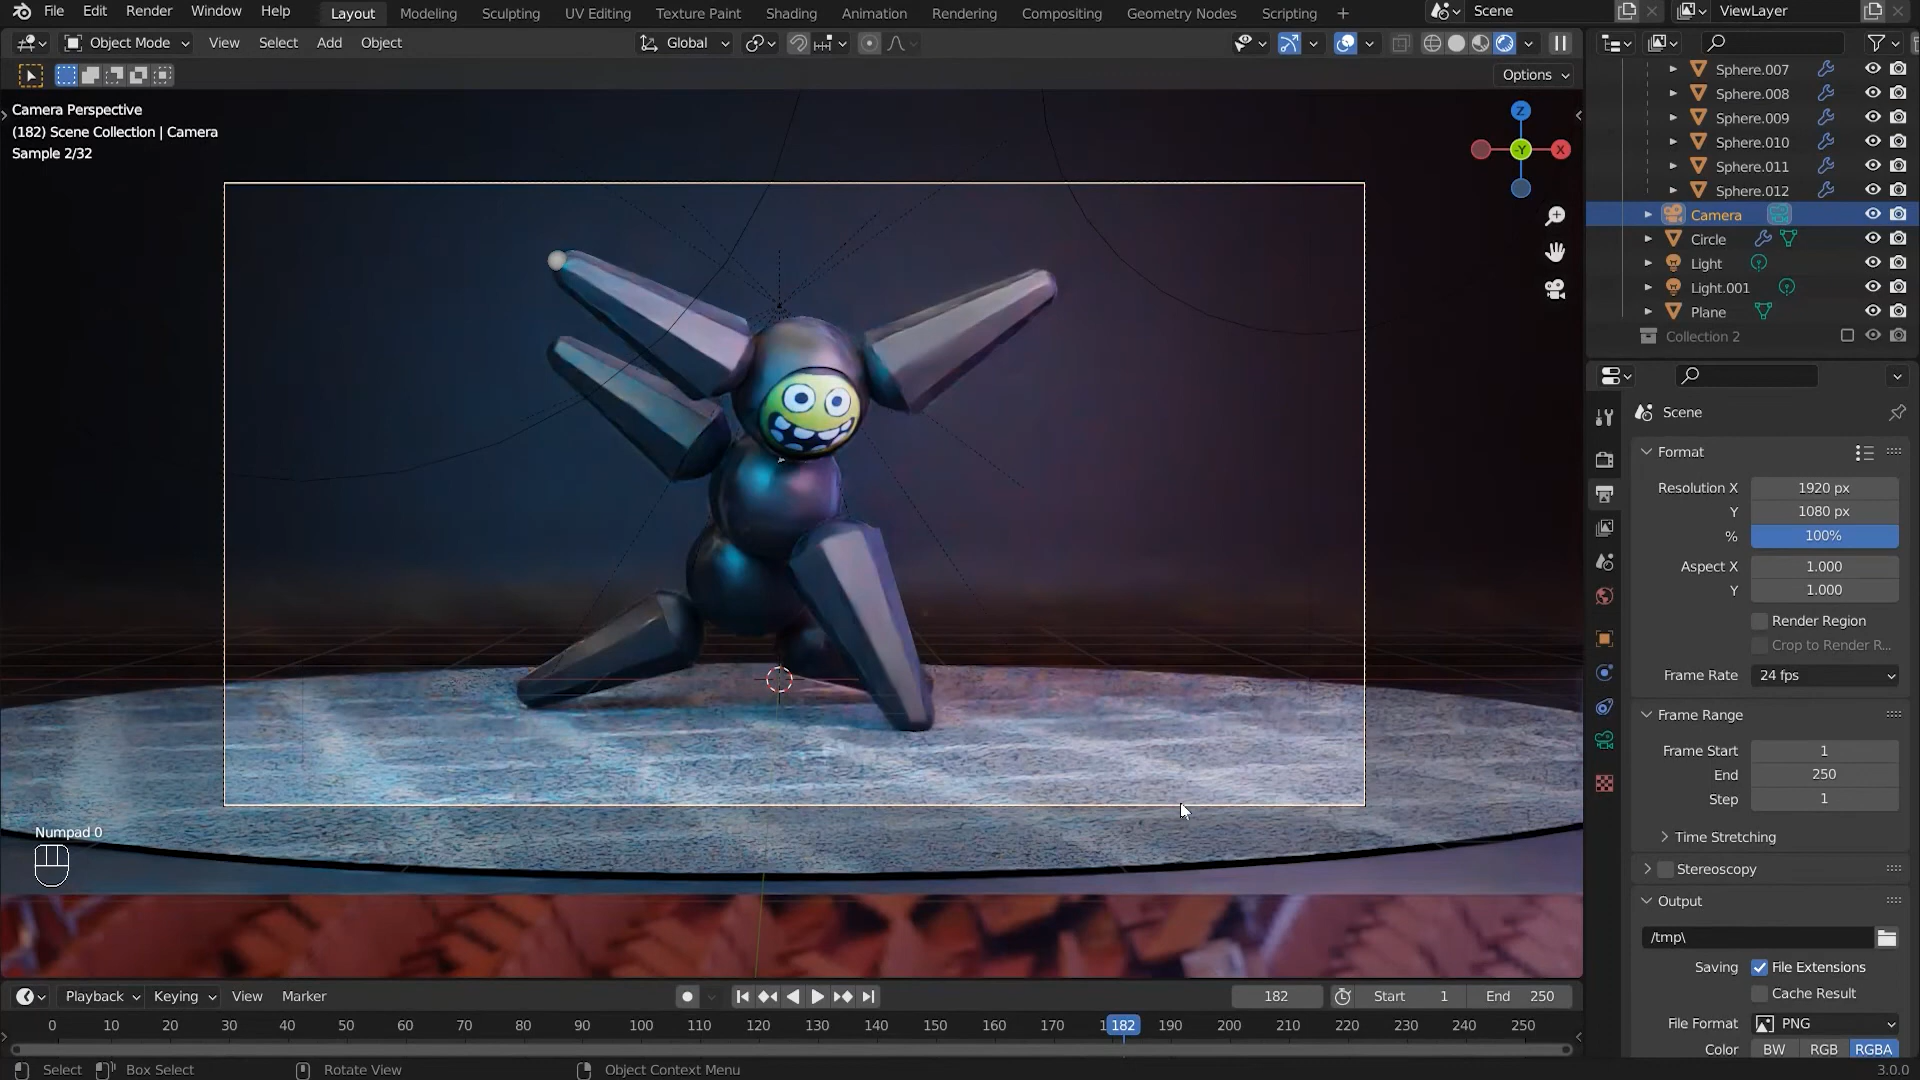 File Edit Render Window Help Layout Modeling Sculpting UV Editing Texture Paint Shading Animation Rendering Compositing Geometry Nodes Scripting + Scene ViewLayer
Object Mode View Select Add Object Global
Options
Camera Perspective
(182) Scene Collection | Camera
Sample 2/32
Z
-Y X
Numpad 0
Sphere.007
Sphere.008
Sphere.009
Sphere.010
Sphere.011
Sphere.012
Camera
Circle
Light
Light.001
Plane
Collection 2
Scene
Format
Resolution X 1920 px
Y 1080 px
% 100%
Aspect X 1.000
Y 1.000
Render Region
Crop to Render R...
Frame Rate 24 fps
Frame Range
Frame Start 1
End 250
Step 1
Time Stretching
Stereoscopy
Output
/tmp\
Saving File Extensions
Cache Result
File Format PNG
Color BW RGB RGBA
Playback Keying View Marker 182 Start 1 End 250
0 10 20 30 40 50 60 70 80 90 100 110 120 130 140 150 160 170 182 190 200 210 220 230 240 250
Select Box Select Rotate View Object Context Menu 3.0.0